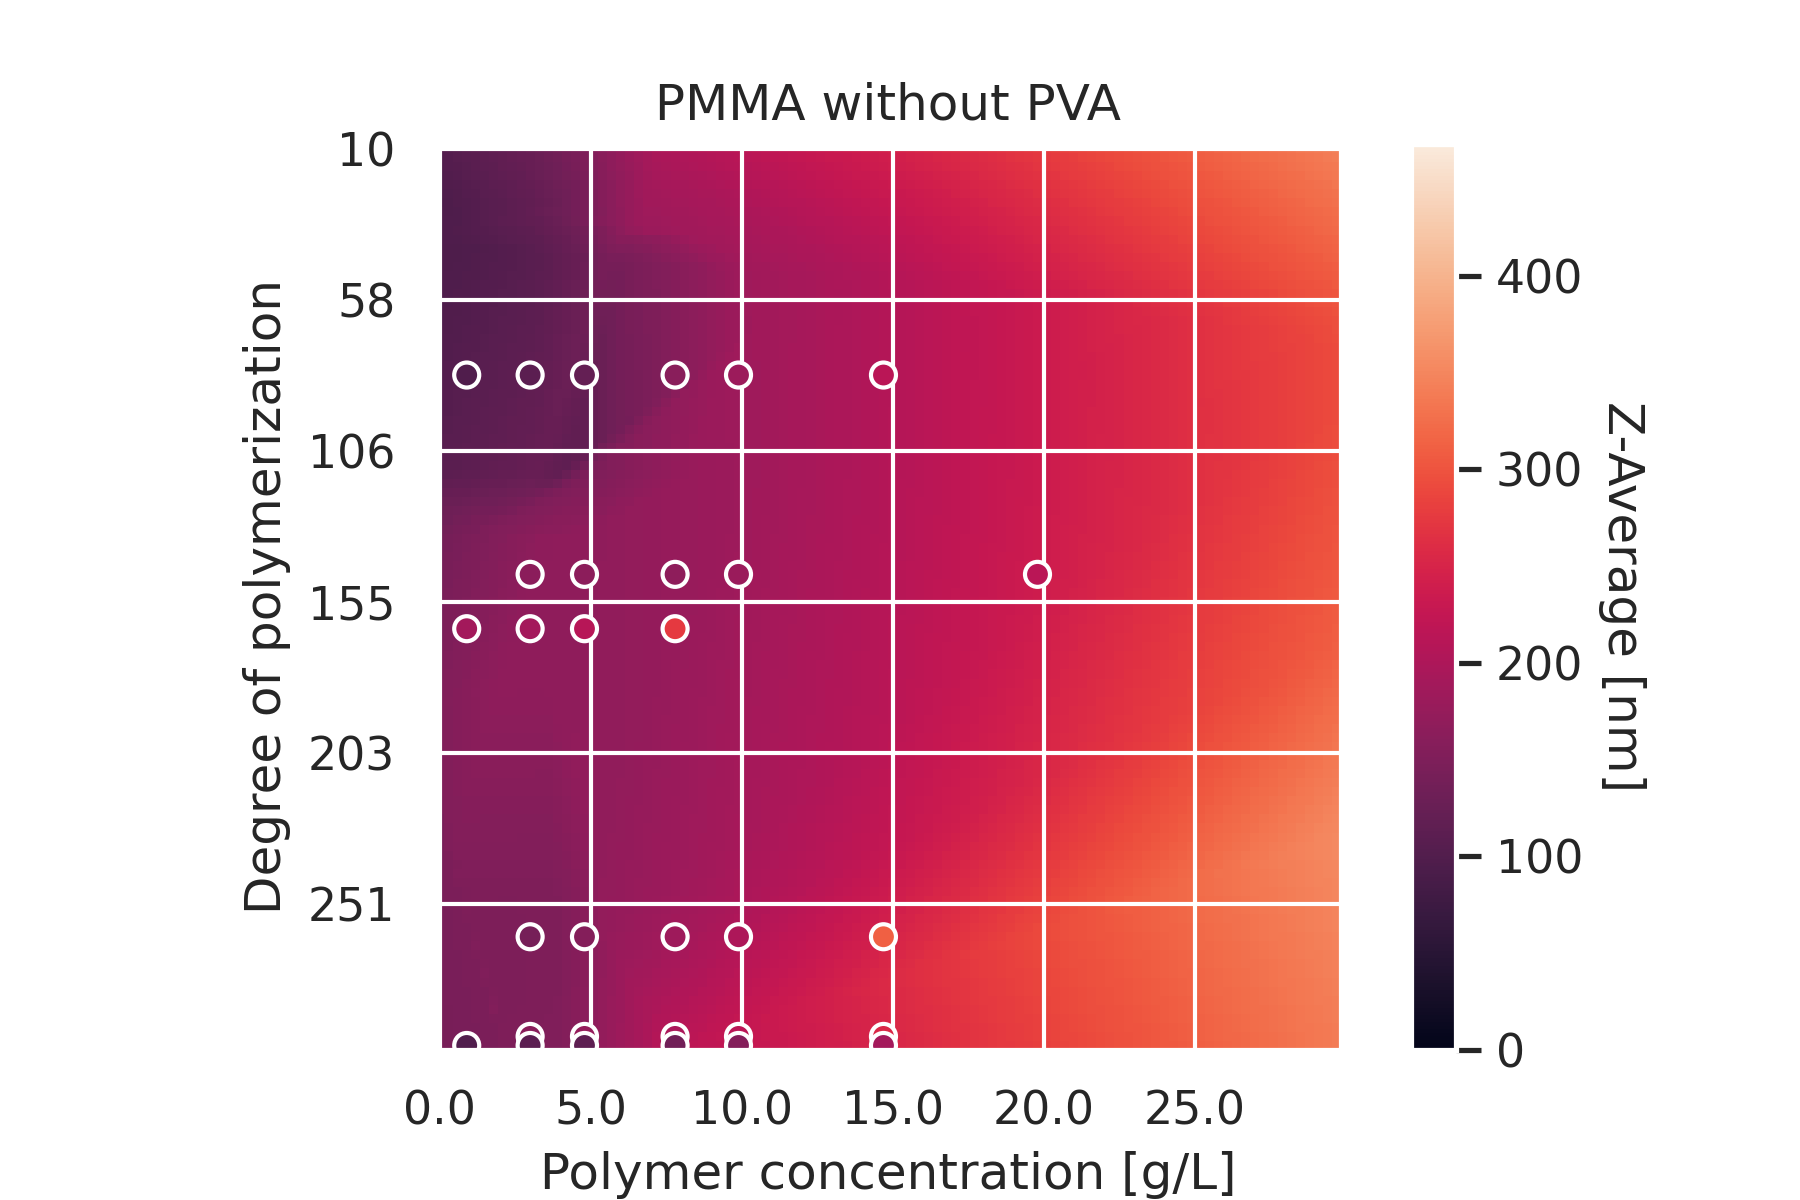 PMMA without PVA
Degree of polymerization
10
58
106
155
203
251
0.0 5.0 10.0 15.0 20.0 25.0
Polymer concentration [g/L]
400
300
200
100
0
Z-Average [nm]